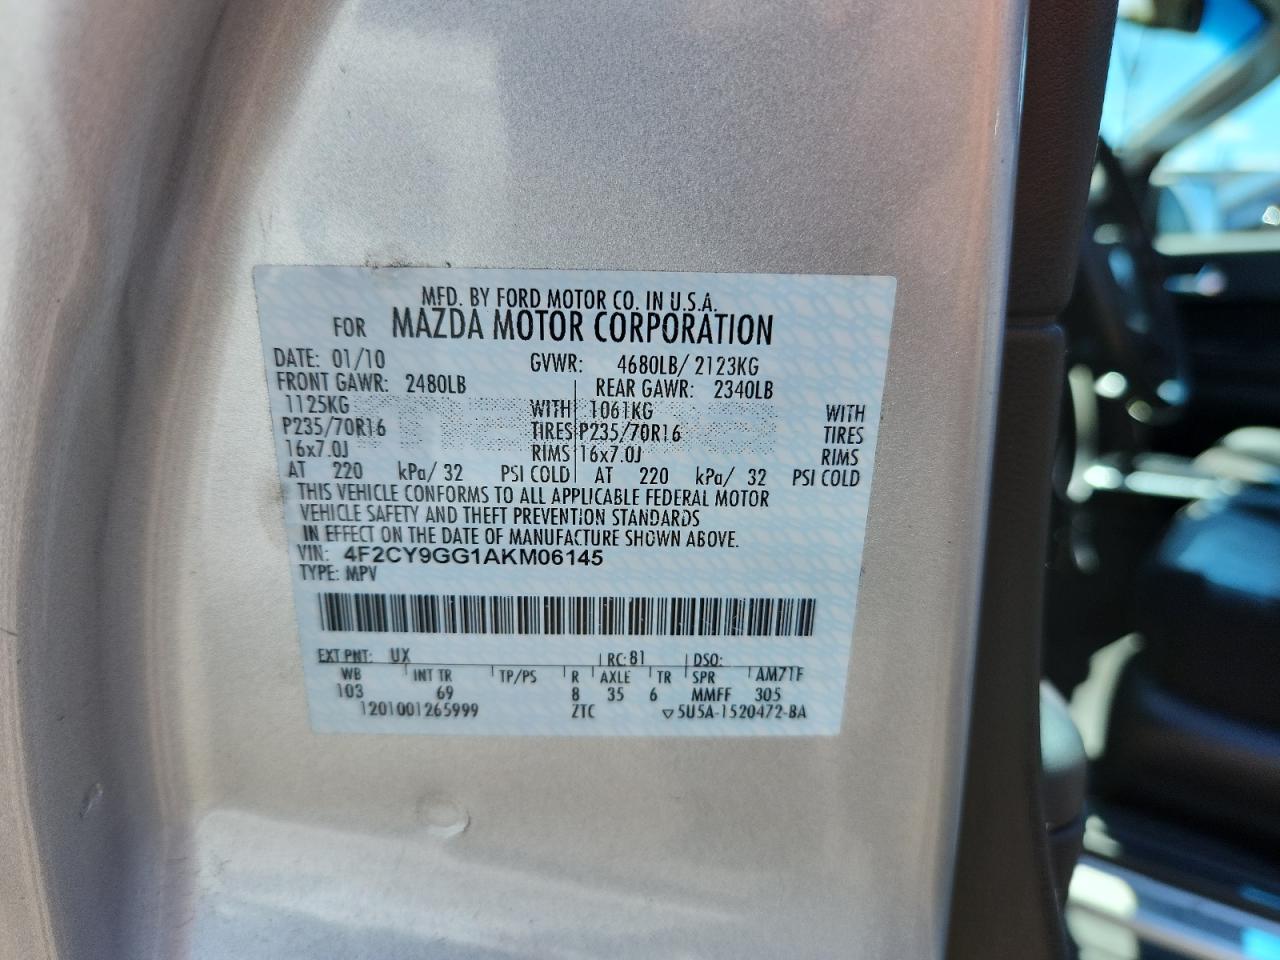 MFD. BY FORD MOTOR CO. IN U.S.A.
FOR MAZDA MOTOR CORPORATION
DATE: 01/10 GVWR: 4680LB/ 2123KG
FRONT GAWR: 2480LB REAR GAWR: 2340LB
1125KG WITH 1061KG WITH
P235/70R16 TIRES P235/70R16 TIRES
16x7.0J RIMS 16x7.0J RIMS
AT 220 kPa/ 32 PSI COLD AT 220 kPa/ 32 PSI COLD
THIS VEHICLE CONFORMS TO ALL APPLICABLE FEDERAL MOTOR
VEHICLE SAFETY AND THEFT PREVENTION STANDARDS
IN EFFECT ON THE DATE OF MANUFACTURE SHOWN ABOVE.
VIN: 4F2CY9GG1AKM06145
TYPE: MPV
EXT PNT: UX RC: 81 DSO:
WB INT TR TP/PS R AXLE TR SPR AM71F
103 69 8 35 6 MMFF 305
1201001265999 ZTC ▽5U5A-1520472-BA